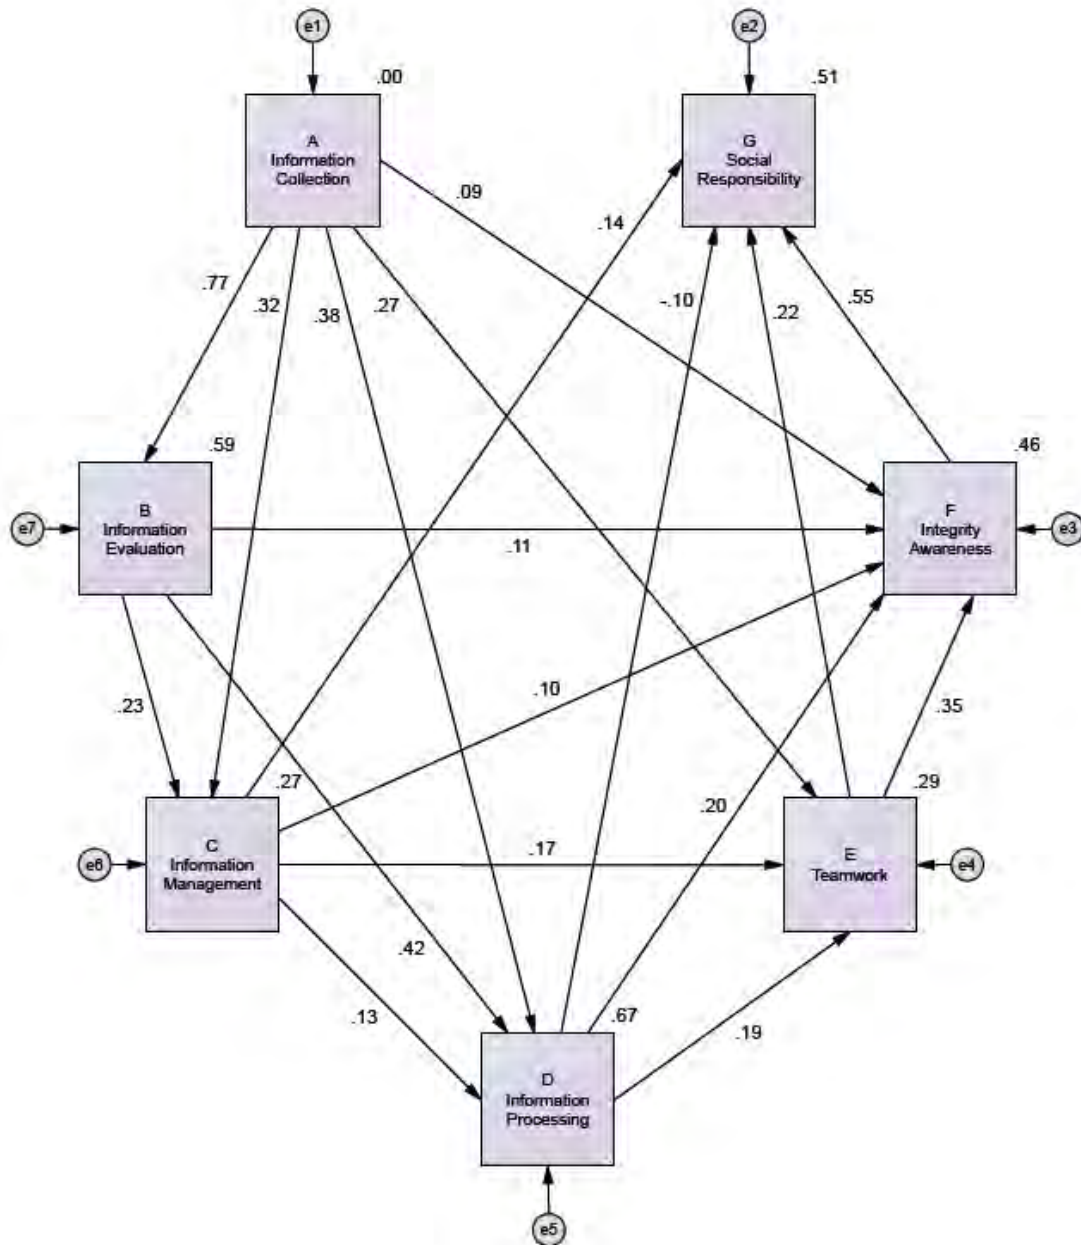 e1
e2
.00
.51
A
Information
Collection
G
Social
Responsibility
.09
.14
.77
.32
.38
.27
-.10
.22
.55
.59
.46
B
Information
Evaluation
e7
F
Integrity
Awareness
e3
.11
.10
.23
.35
.27
.20
.29
C
Information
Management
e6
.17
E
Teamwork
e4
.42
.13
.67
.19
D
Information
Processing
e5